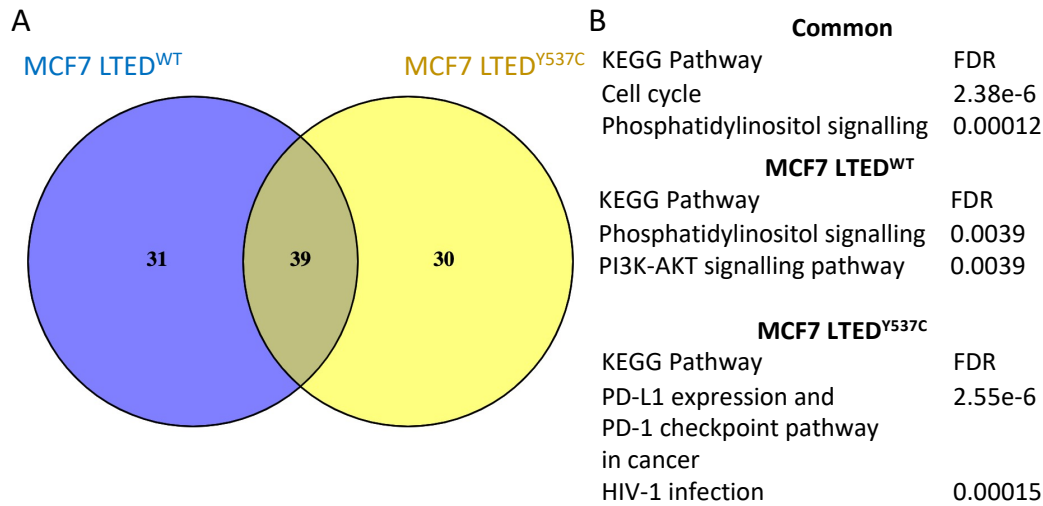 A
MCF7 LTEDᵂᵀ
MCF7 LTEDʸ⁵³⁷ᶜ
31
39
30
B
Common
KEGG Pathway FDR
Cell cycle 2.38e-6
Phosphatidylinositol signalling 0.00012
MCF7 LTEDᵂᵀ
KEGG Pathway FDR
Phosphatidylinositol signalling 0.0039
PI3K-AKT signalling pathway 0.0039
MCF7 LTEDʸ⁵³⁷ᶜ
KEGG Pathway FDR
PD-L1 expression and 2.55e-6
PD-1 checkpoint pathway
in cancer
HIV-1 infection 0.00015